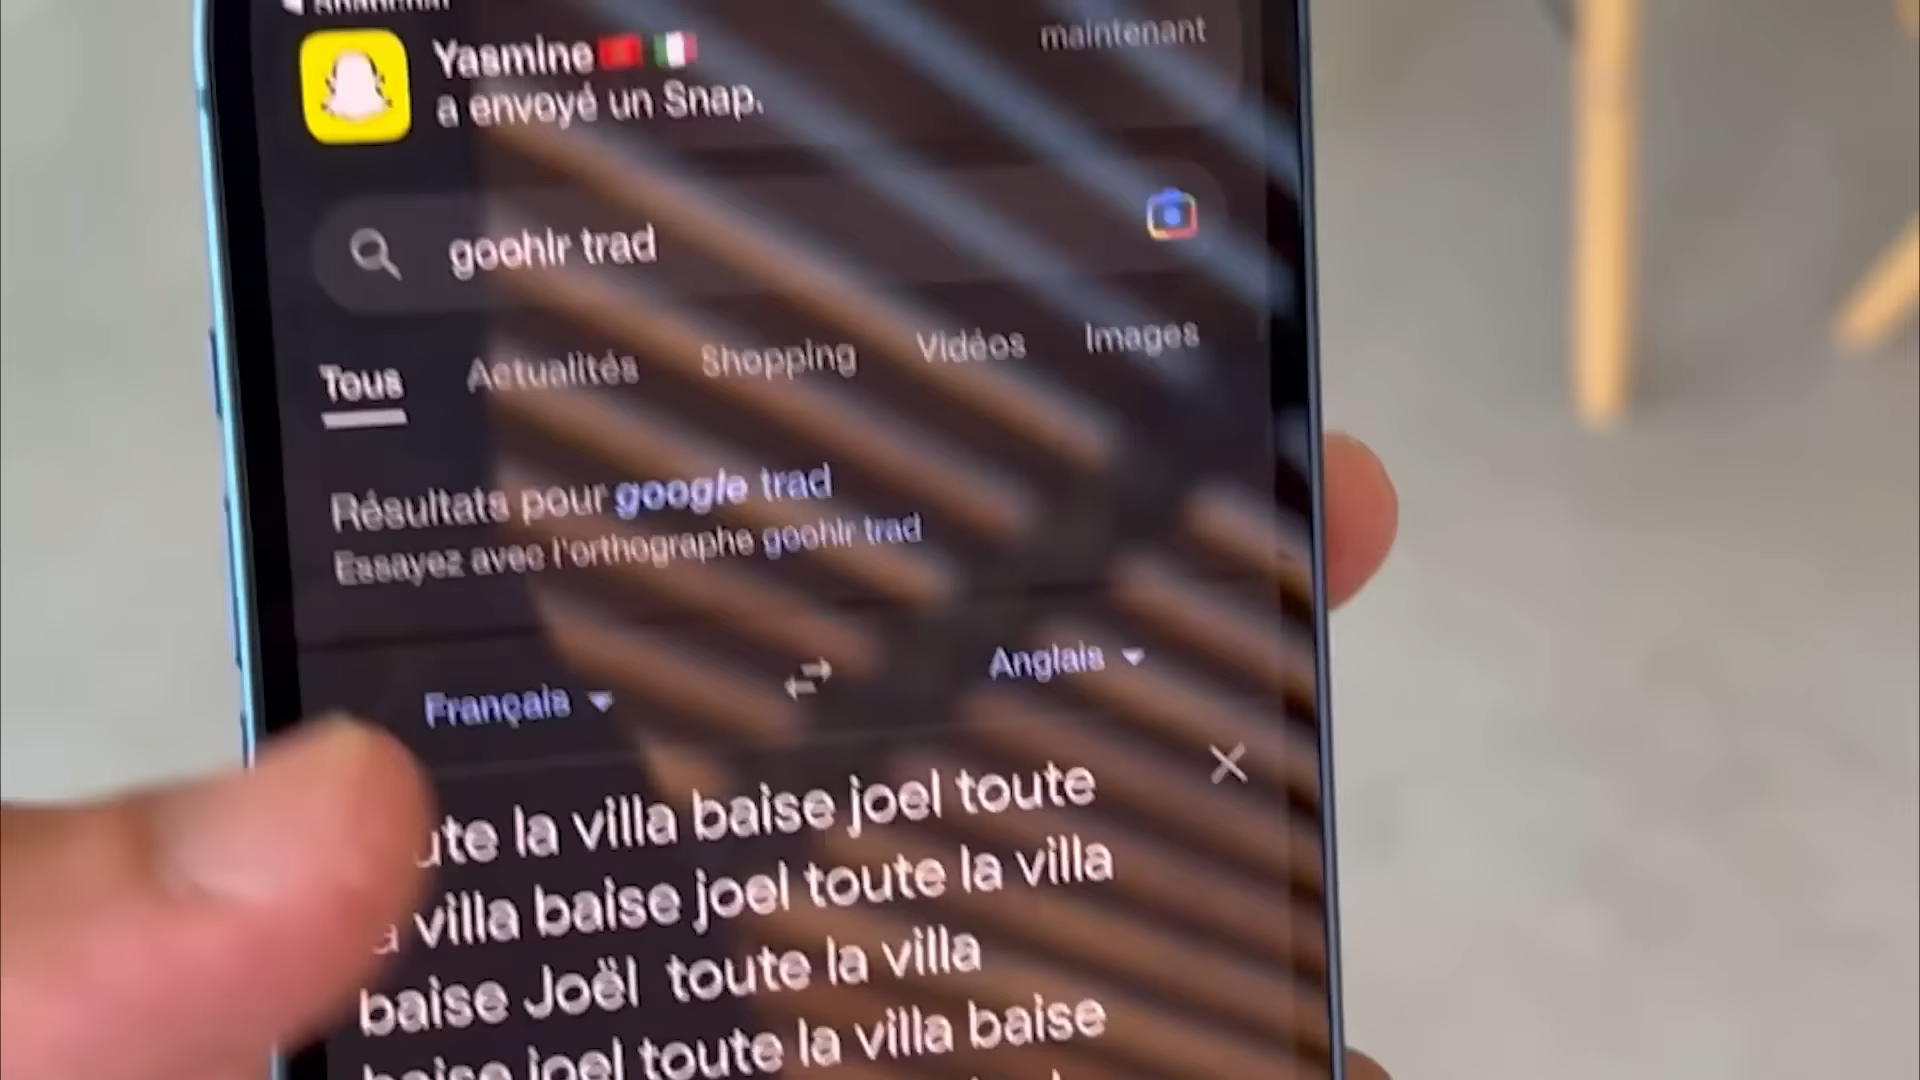 Yasmine
maintenant
a envoyé un Snap.
goohlr trad
Tous Actualités Shopping Vidéos Images
Résultats pour google trad
Essayez avec l'orthographe goohlr trad
Français Anglais
la villa baise joel toute
villa baise joel toute la villa
baise Joël toute la villa
baise joel toute la villa baise